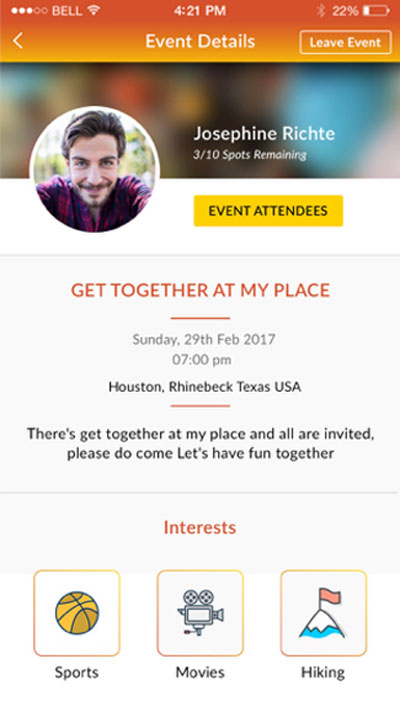 BELL 4:21 PM 22%
Event Details
Leave Event
Josephine Richte
3/10 Spots Remaining
EVENT ATTENDEES
GET TOGETHER AT MY PLACE
Sunday, 29th Feb 2017
07:00 pm
Houston, Rhinebeck Texas USA
There's get together at my place and all are invited,
please do come Let's have fun together
Interests
Sports Movies Hiking